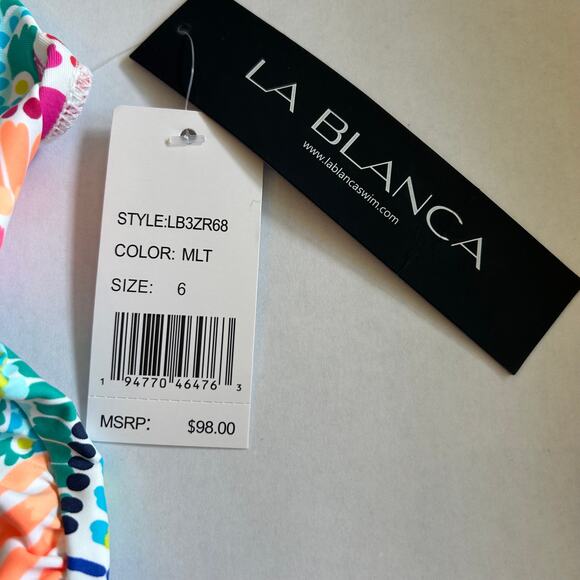 LA BLANCA
www.lablancaswim.com
STYLE:LB3ZR68
COLOR: MLT
SIZE: 6
1 94770 46476 3
MSRP: $98.00